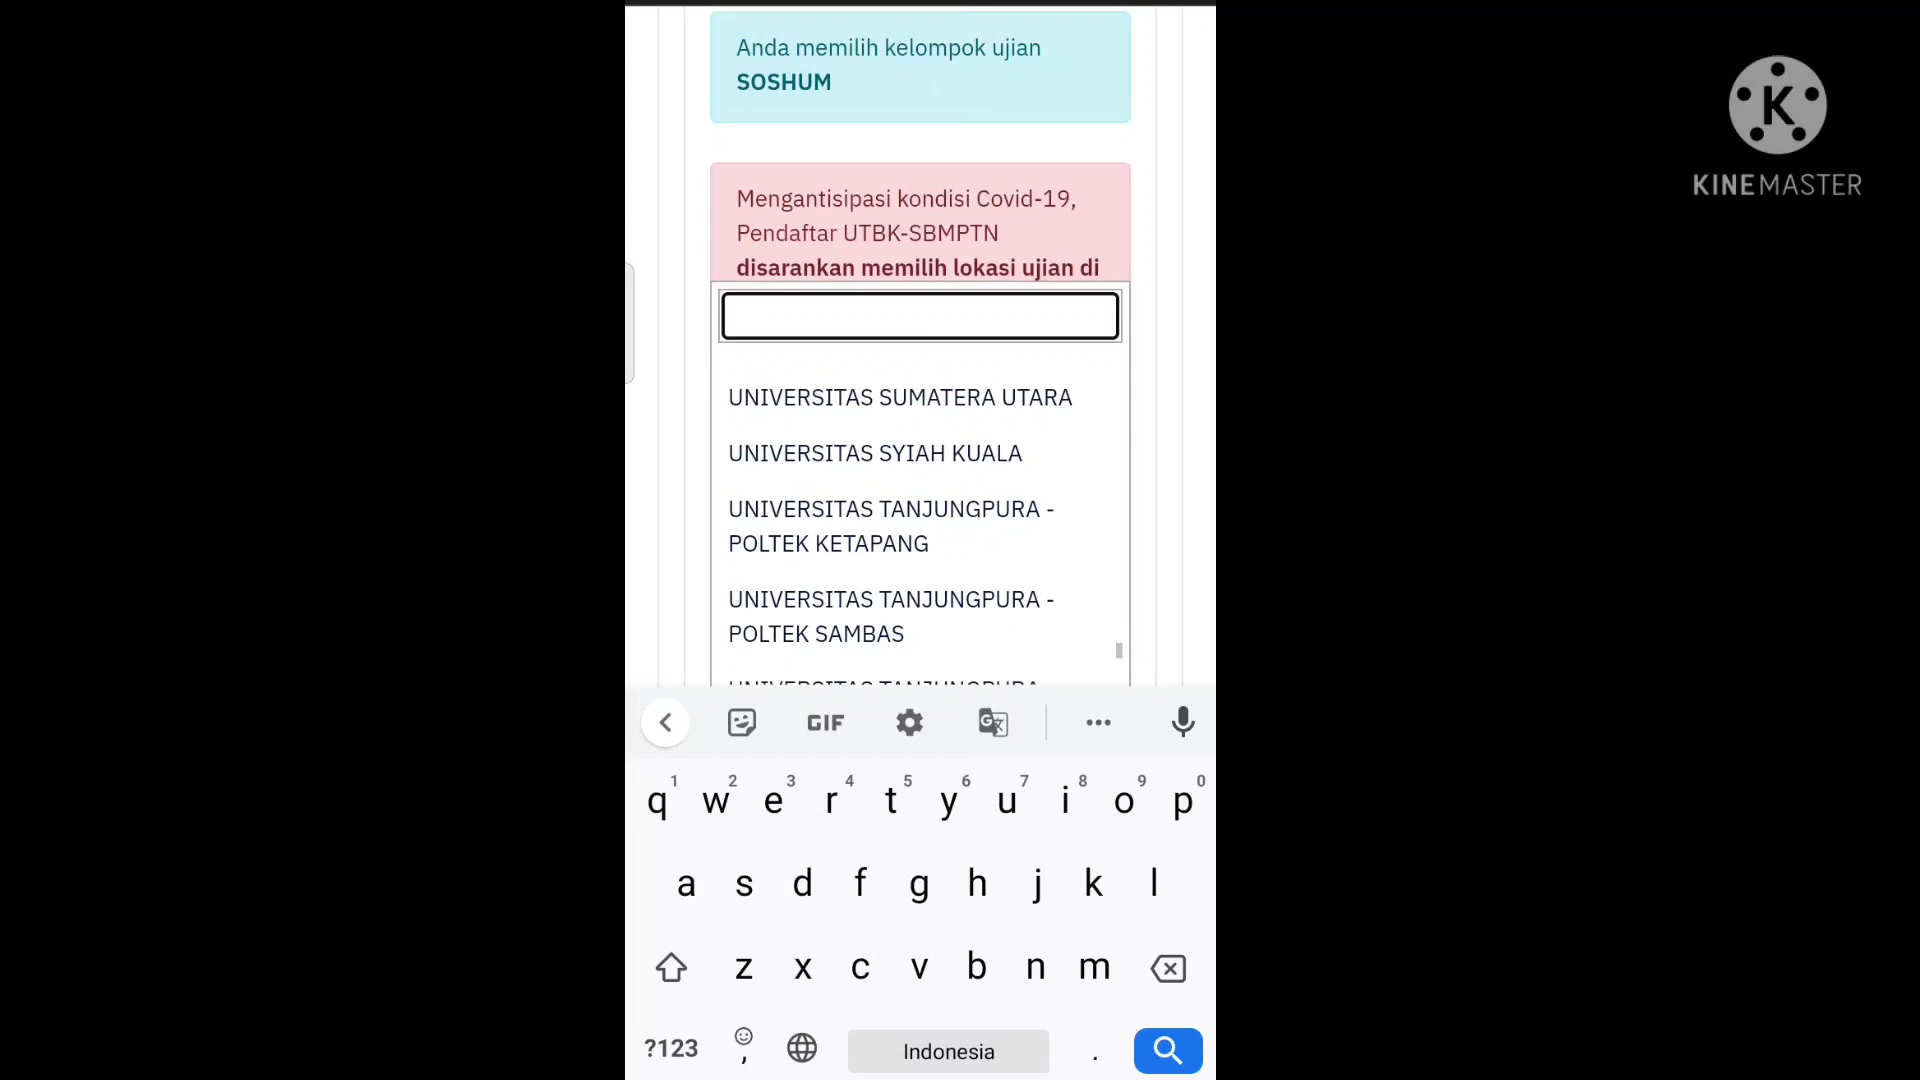 Anda memilih kelompok ujian
SOSHUM
Mengantisipasi kondisi Covid-19,
Pendaftar UTBK-SBMPTN
disarankan memilih lokasi ujian di
UNIVERSITAS SUMATERA UTARA
UNIVERSITAS SYIAH KUALA
UNIVERSITAS TANJUNGPURA -
POLTEK KETAPANG
UNIVERSITAS TANJUNGPURA -
POLTEK SAMBAS
UNIVERSITAS TANJUNGPURA -
GIF
1 2 3 4 5 6 7 8 9 0
q w e r t y u i o p
a s d f g h j k l
z x c v b n m
?123 , Indonesia .
K
KINEMASTER